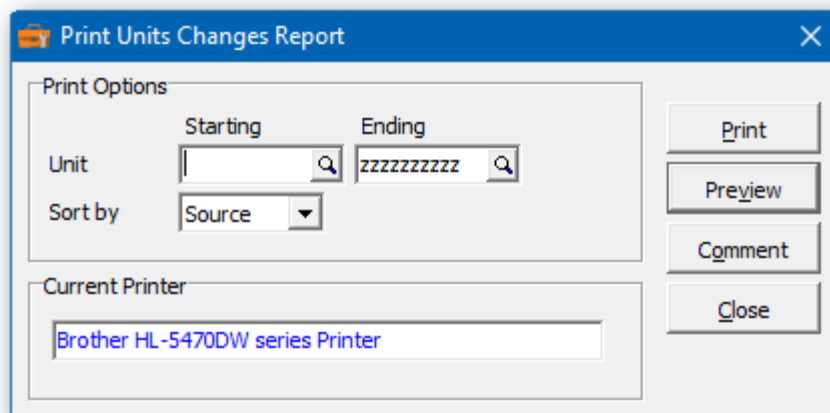 Print Units Changes Report
Print Options
Starting Ending
Print
Unit zzzzzzzzzz
Preview
Sort by Source
Comment
Current Printer
Close
Brother HL-5470DW series Printer